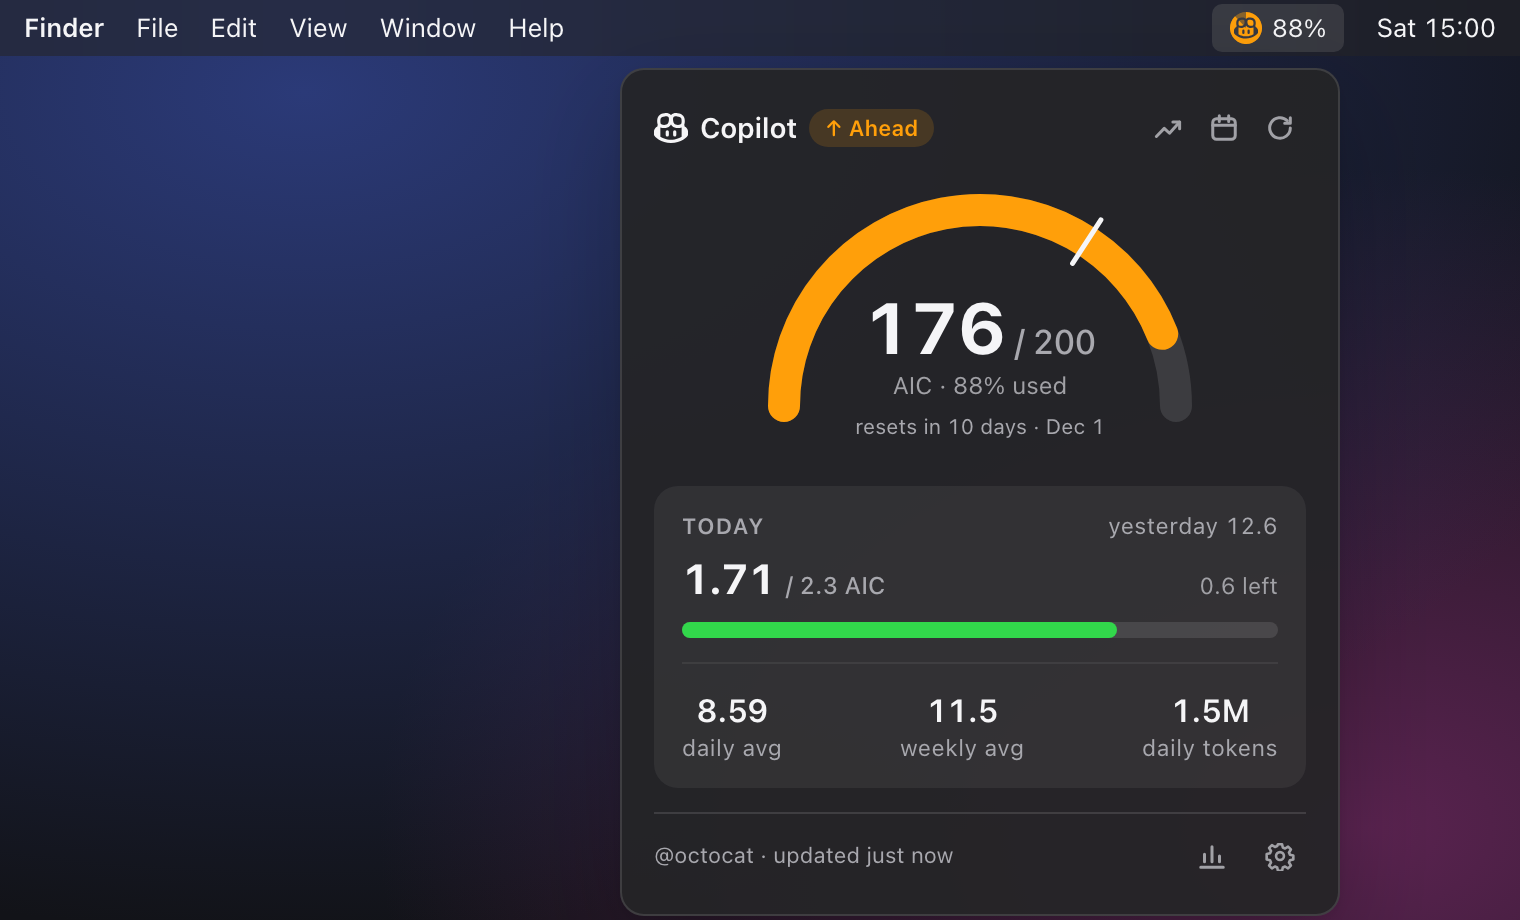 Finder File Edit View Window Help 88% Sat 15:00
Copilot ↑ Ahead
176 / 200
AIC · 88% used
resets in 10 days · Dec 1
TODAY yesterday 12.6
1.71 / 2.3 AIC 0.6 left
8.59 11.5 1.5M
daily avg weekly avg daily tokens
@octocat · updated just now